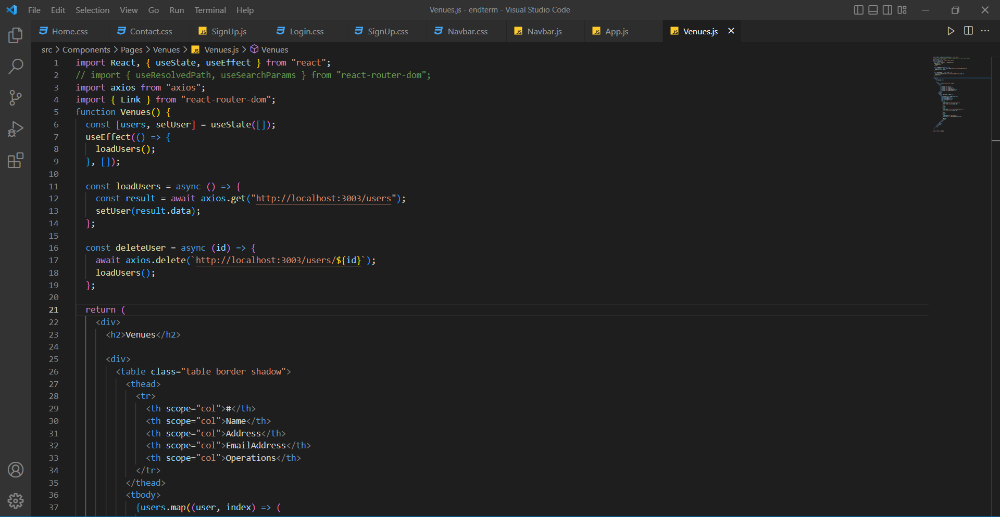 File Edit Selection View Go Run Terminal Help Venues.js - endterm - Visual Studio Code
Home.css Contact.css JS SignUp.js Login.css SignUp.css Navbar.css JS Navbar.js JS App.js JS Venues.js
src > Components > Pages > Venues > JS Venues.js > Venues
1 import React, { useState, useEffect } from "react";
2 // import { useResolvedPath, useSearchParams } from "react-router-dom";
3 import axios from "axios";
4 import { Link } from "react-router-dom";
5 function Venues() {
6 const [users, setUser] = useState([]);
7 useEffect(() => {
8 loadUsers();
9 }, []);
10
11 const loadUsers = async () => {
12 const result = await axios.get("http://localhost:3003/users");
13 setUser(result.data);
14 };
15
16 const deleteUser = async (id) => {
17 await axios.delete(`http://localhost:3003/users/${id}`);
18 loadUsers();
19 };
20
21 return (
22 <div>
23 <h2>Venues</h2>
24
25 <div>
26 <table class="table border shadow">
27 <thead>
28 <tr>
29 <th scope="col">#</th>
30 <th scope="col">Name</th>
31 <th scope="col">Address</th>
32 <th scope="col">EmailAddress</th>
33 <th scope="col">Operations</th>
34 </tr>
35 </thead>
36 <tbody>
37 {users.map((user, index) => (